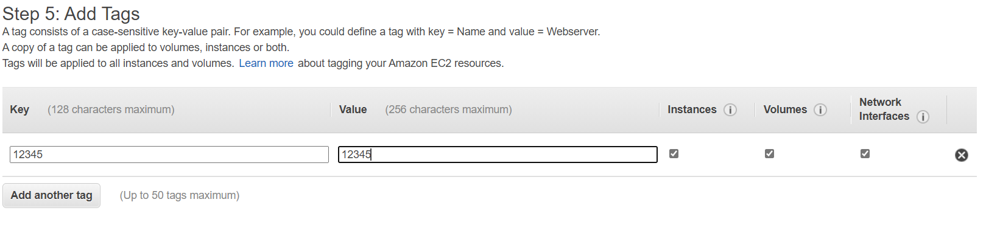 Step 5: Add Tags
A tag consists of a case-sensitive key-value pair. For example, you could define a tag with key = Name and value = Webserver.
A copy of a tag can be applied to volumes, instances or both.
Tags will be applied to all instances and volumes. Learn more about tagging your Amazon EC2 resources.
Key (128 characters maximum) Value (256 characters maximum) Instances i Volumes i Network
Interfaces i
12345 12345
Add another tag (Up to 50 tags maximum)